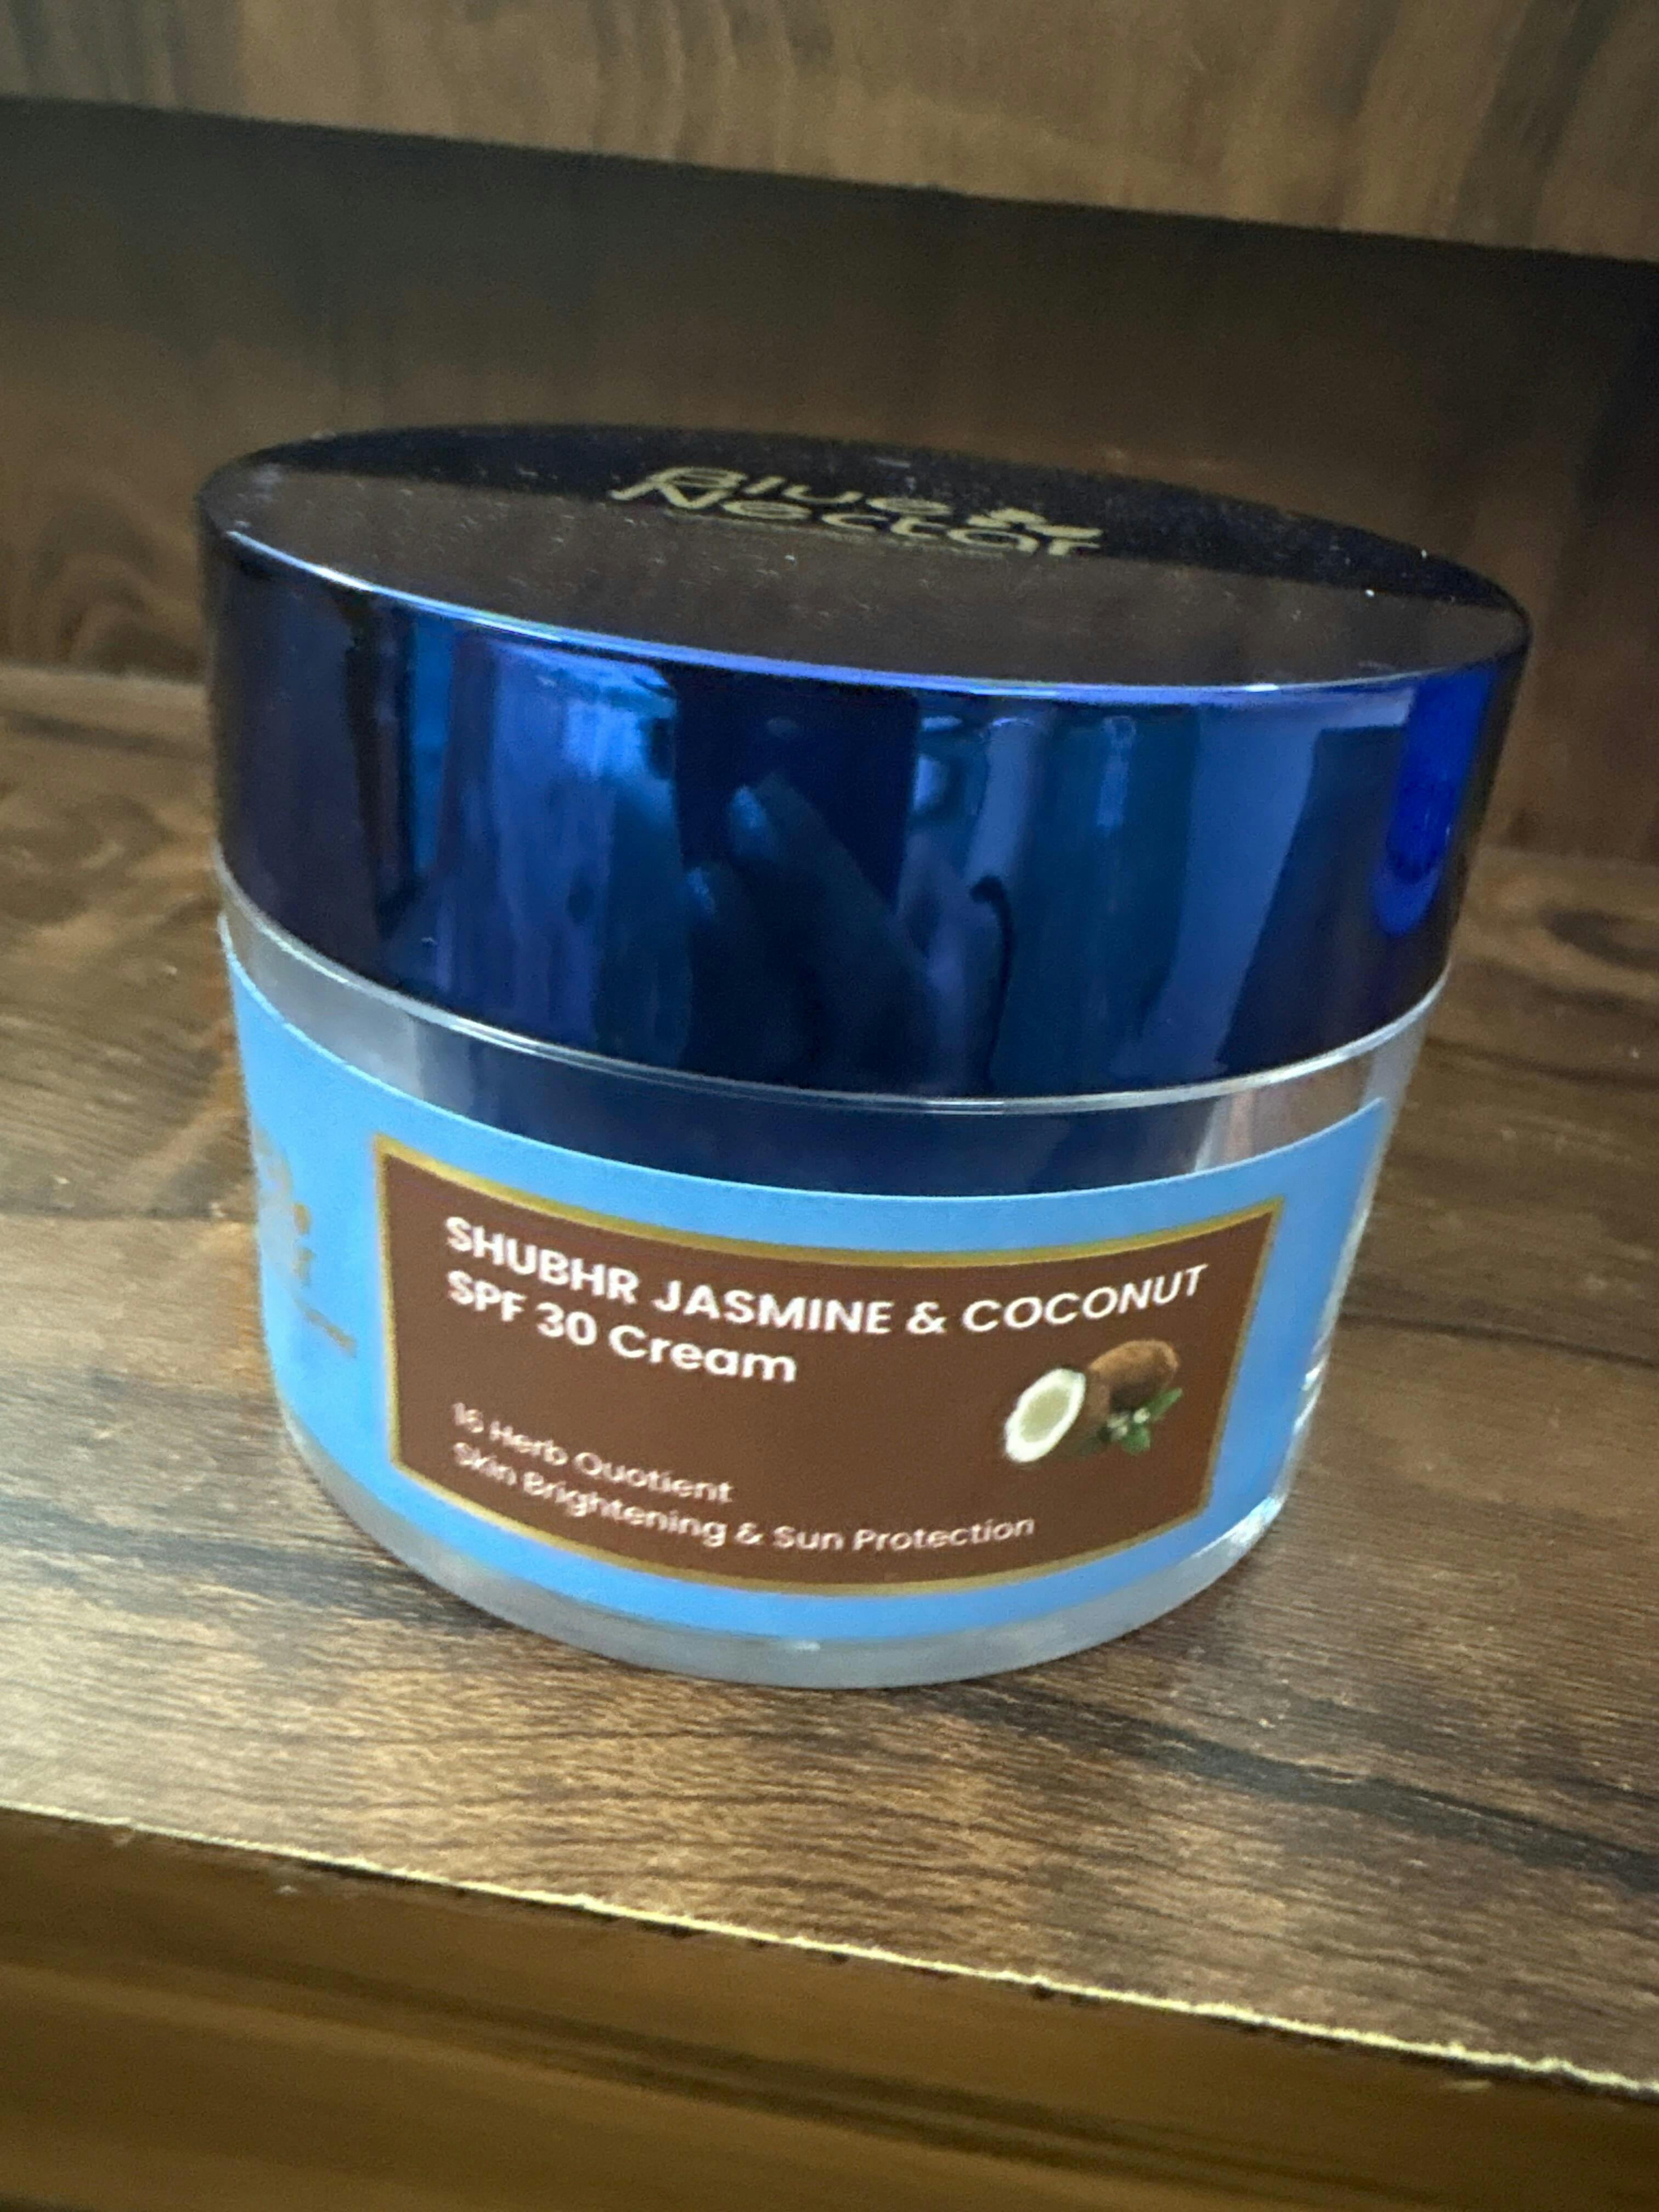 Blue
Nectar
SHUBHR JASMINE & COCONUT
SPF 30 Cream
16 Herb Quotient
Skin Brightening & Sun Protection